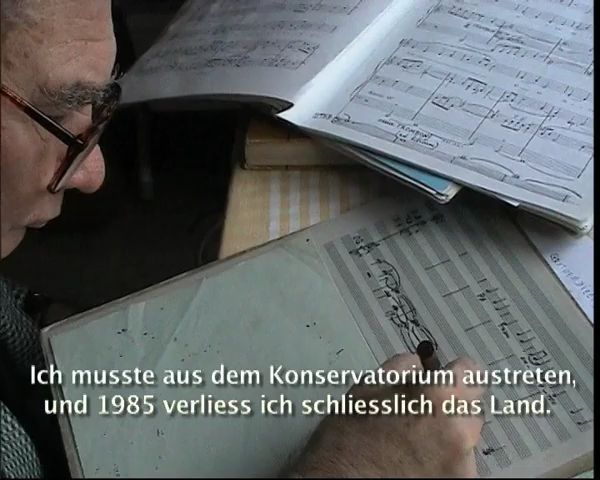 Ich musste aus dem Konservatorium austreten,
und 1985 verliess ich schliesslich das Land.